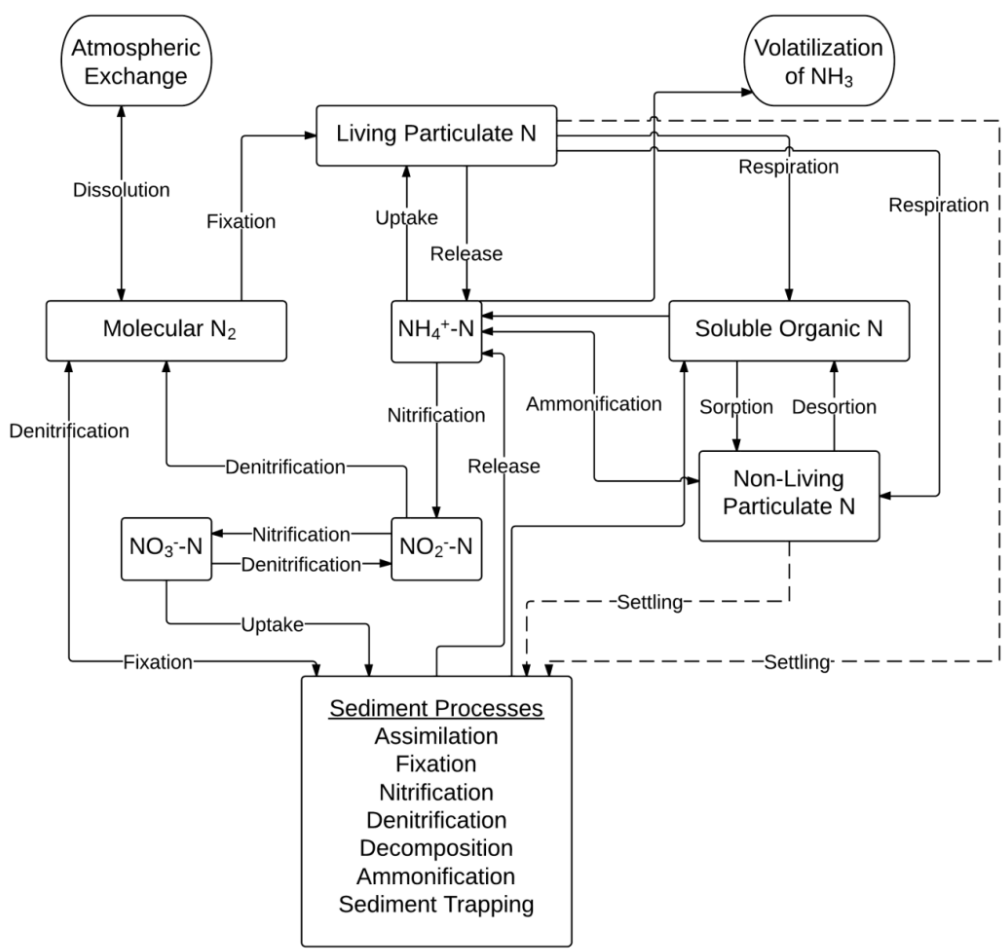 Atmospheric
Exchange
Volatilization
of NH₃
Living Particulate N
Respiration
Dissolution
Respiration
Uptake
Fixation
Release
Molecular N₂
NH₄⁺-N
Soluble Organic N
Ammonification
Sorption
Desortion
Nitrification
Denitrification
Denitrification
Release
Non-Living
Particulate N
Nitrification
NO₃⁻-N
NO₂⁻-N
Denitrification
Settling
Uptake
Fixation
Settling
Sediment Processes
Assimilation
Fixation
Nitrification
Denitrification
Decomposition
Ammonification
Sediment Trapping